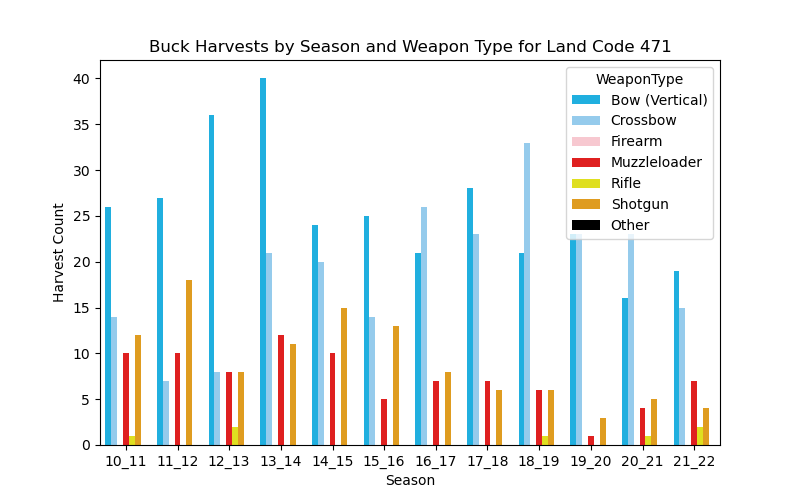 Buck Harvests by Season and Weapon Type for Land Code 471
WeaponType
Bow (Vertical)
Crossbow
Firearm
Muzzleloader
Rifle
Shotgun
Other
Harvest Count
40
35
30
25
20
15
10
5
0
10_11 11_12 12_13 13_14 14_15 15_16 16_17 17_18 18_19 19_20 20_21 21_22
Season